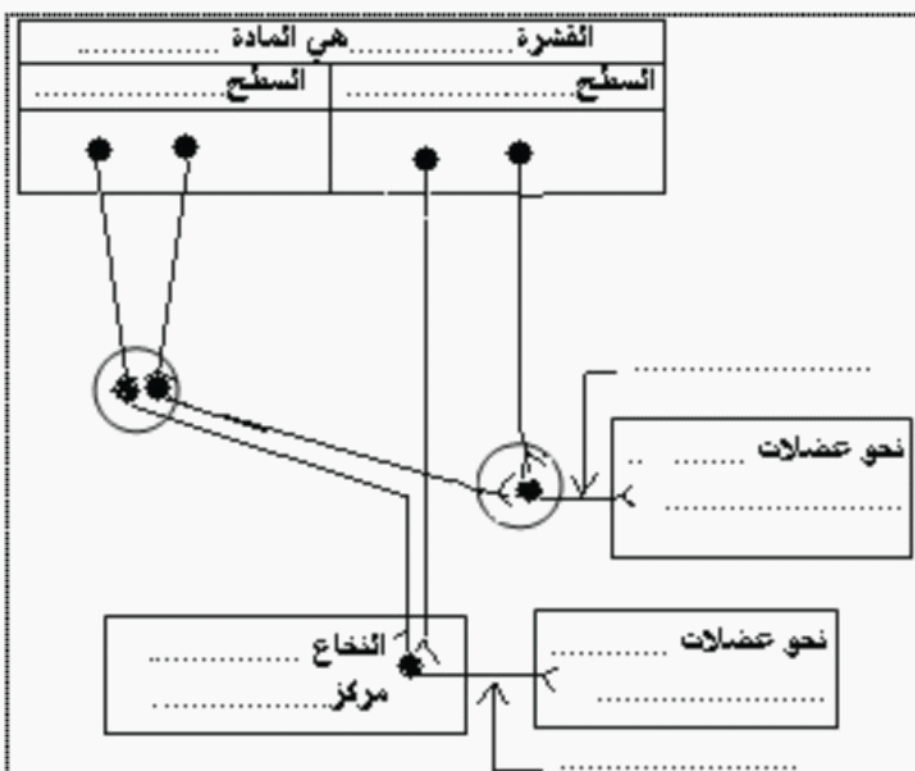 القشرة ....................هي المادة ................
السطح............................
السطح............................
............................
نحو عضلات ........ ..
............................
النخاع ..................
مركز....................
نحو عضلات ..............
............................
............................